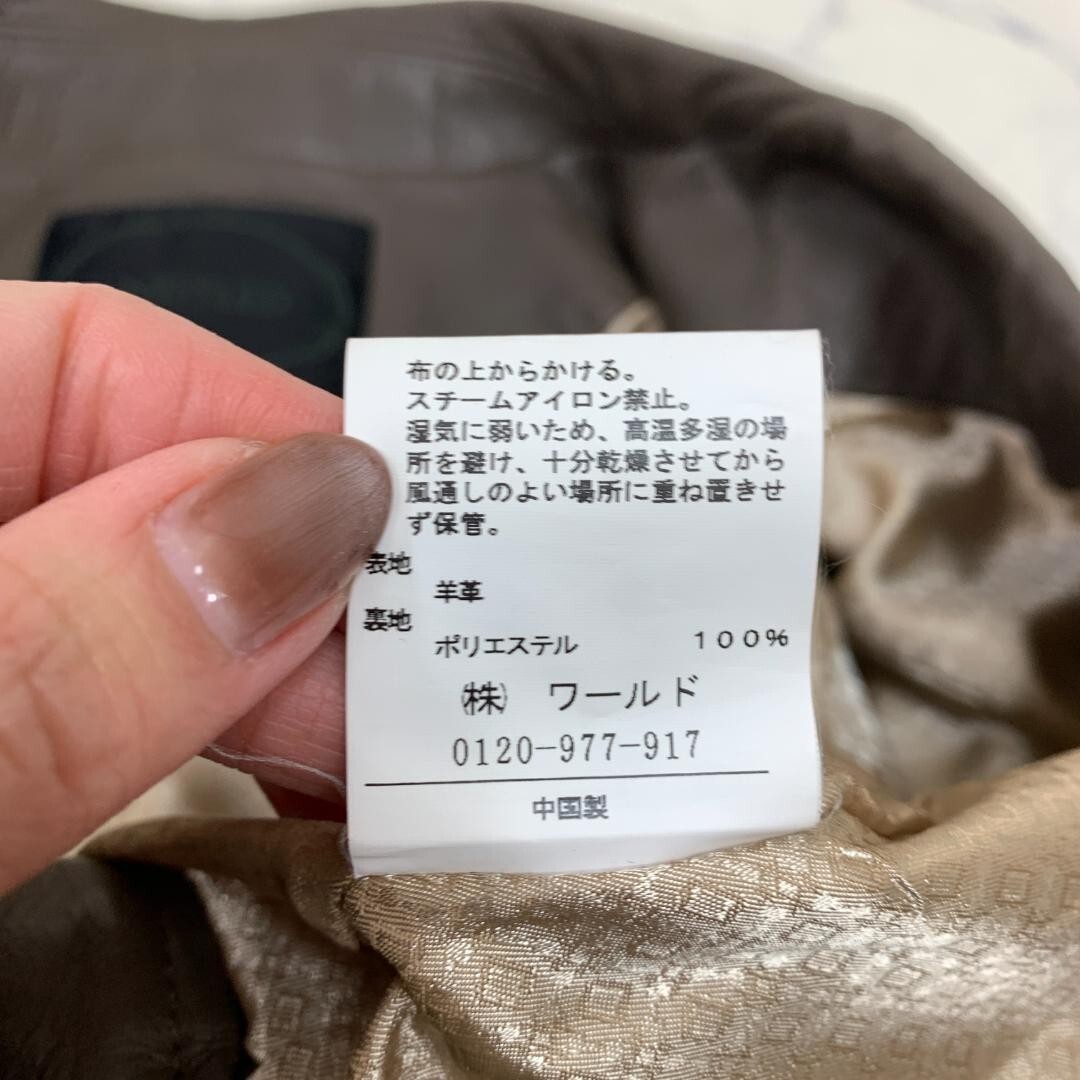 布の上からかける。
スチームアイロン禁止。
湿気に弱いため、高温多湿の場
所を避け、十分乾燥させてから
風通しのよい場所に重ね置きせ
ず保管。
表地
羊革
裏地
ポリエステル 100%
㈱ ワールド
0120-977-917
中国製